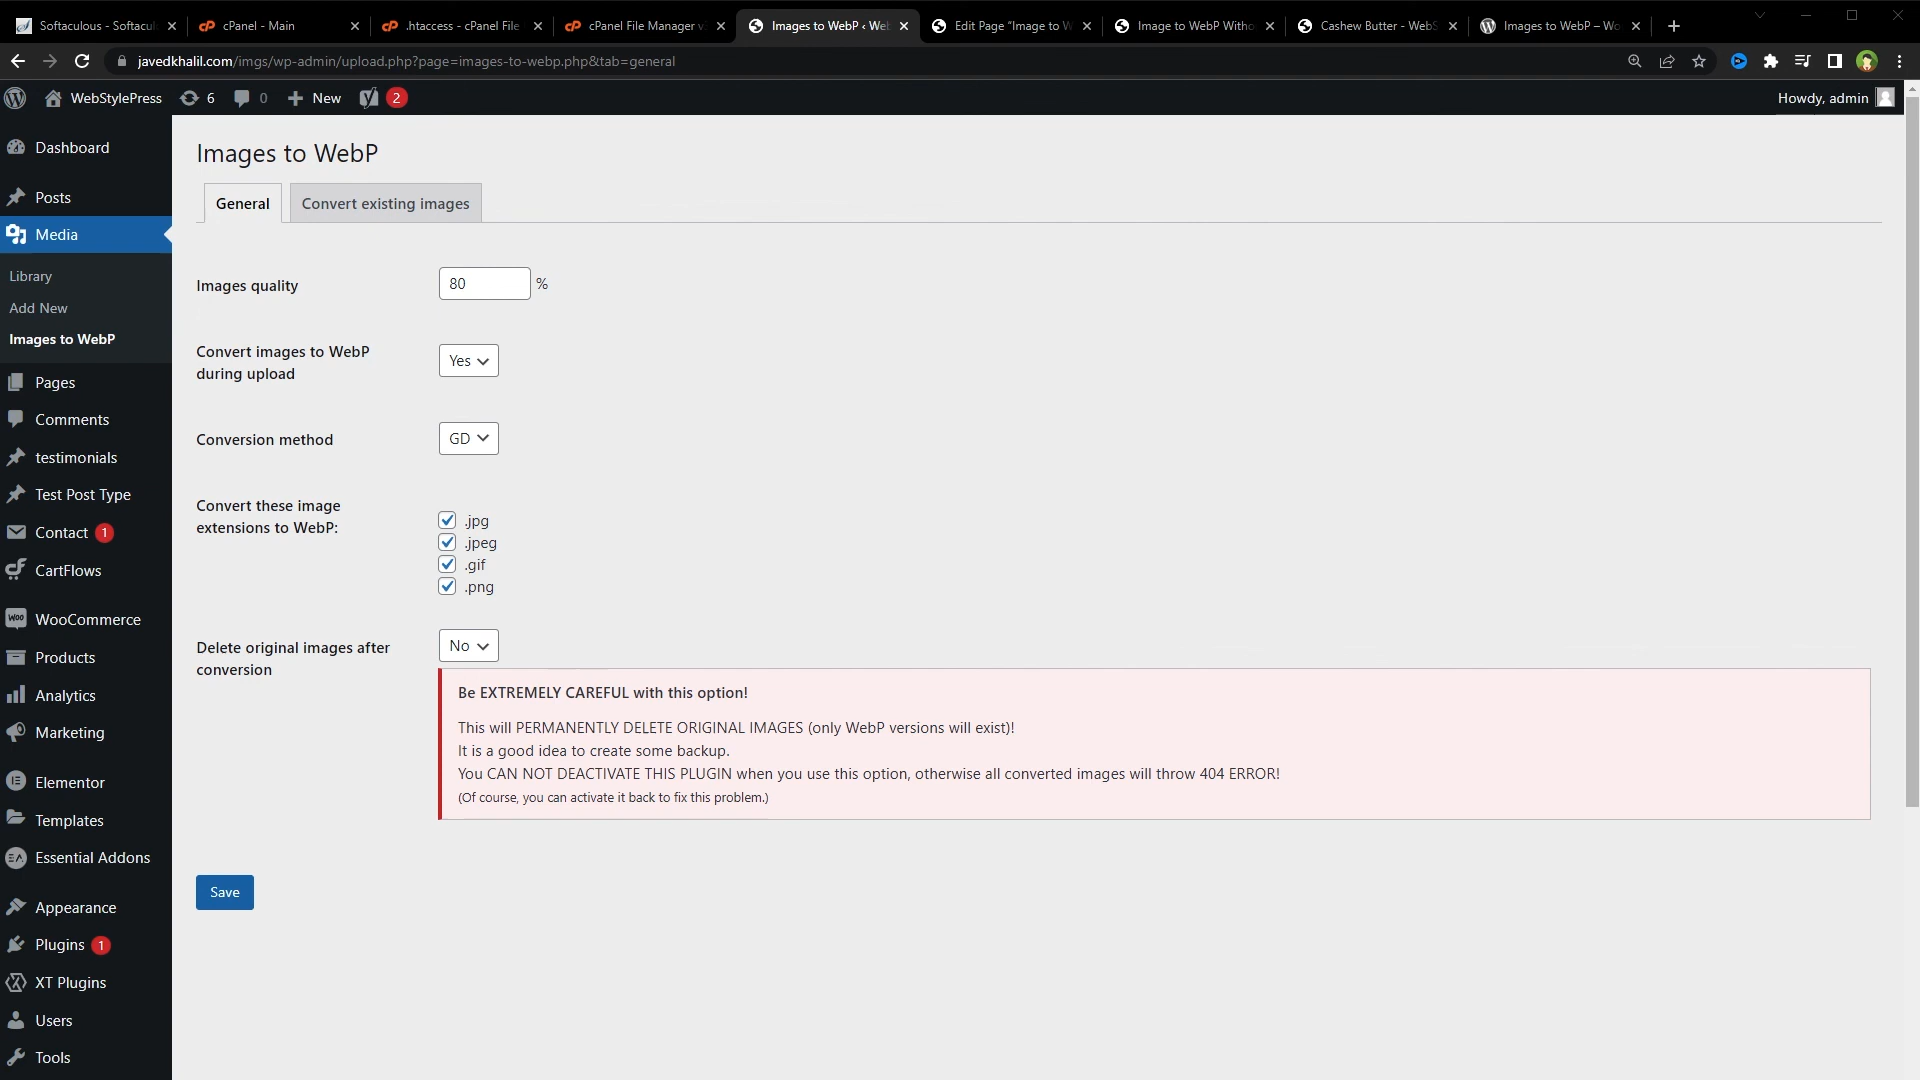 Softaculous - Softacul
cPanel - Main
.htaccess - cPanel File
cPanel File Manager v
Images to WebP ‹ We
Edit Page "Image to W
Image to WebP Witho
Cashew Butter - WebS
Images to WebP – Wo
javedkhalil.com/imgs/wp-admin/upload.php?page=images-to-webp.php&tab=general
WebStylePress
6
0
New
2
Howdy, admin
Dashboard
Posts
Media
Library
Add New
Images to WebP
Pages
Comments
testimonials
Test Post Type
Contact 1
CartFlows
WooCommerce
Products
Analytics
Marketing
Elementor
Templates
Essential Addons
Appearance
Plugins 1
XT Plugins
Users
Tools
Images to WebP
General
Convert existing images
Images quality
80 %
Convert images to WebP
during upload
Yes
Conversion method
GD
Convert these image
extensions to WebP:
.jpg
.jpeg
.gif
.png
Delete original images after
conversion
No
Be EXTREMELY CAREFUL with this option!
This will PERMANENTLY DELETE ORIGINAL IMAGES (only WebP versions will exist)!
It is a good idea to create some backup.
You CAN NOT DEACTIVATE THIS PLUGIN when you use this option, otherwise all converted images will throw 404 ERROR!
(Of course, you can activate it back to fix this problem.)
Save